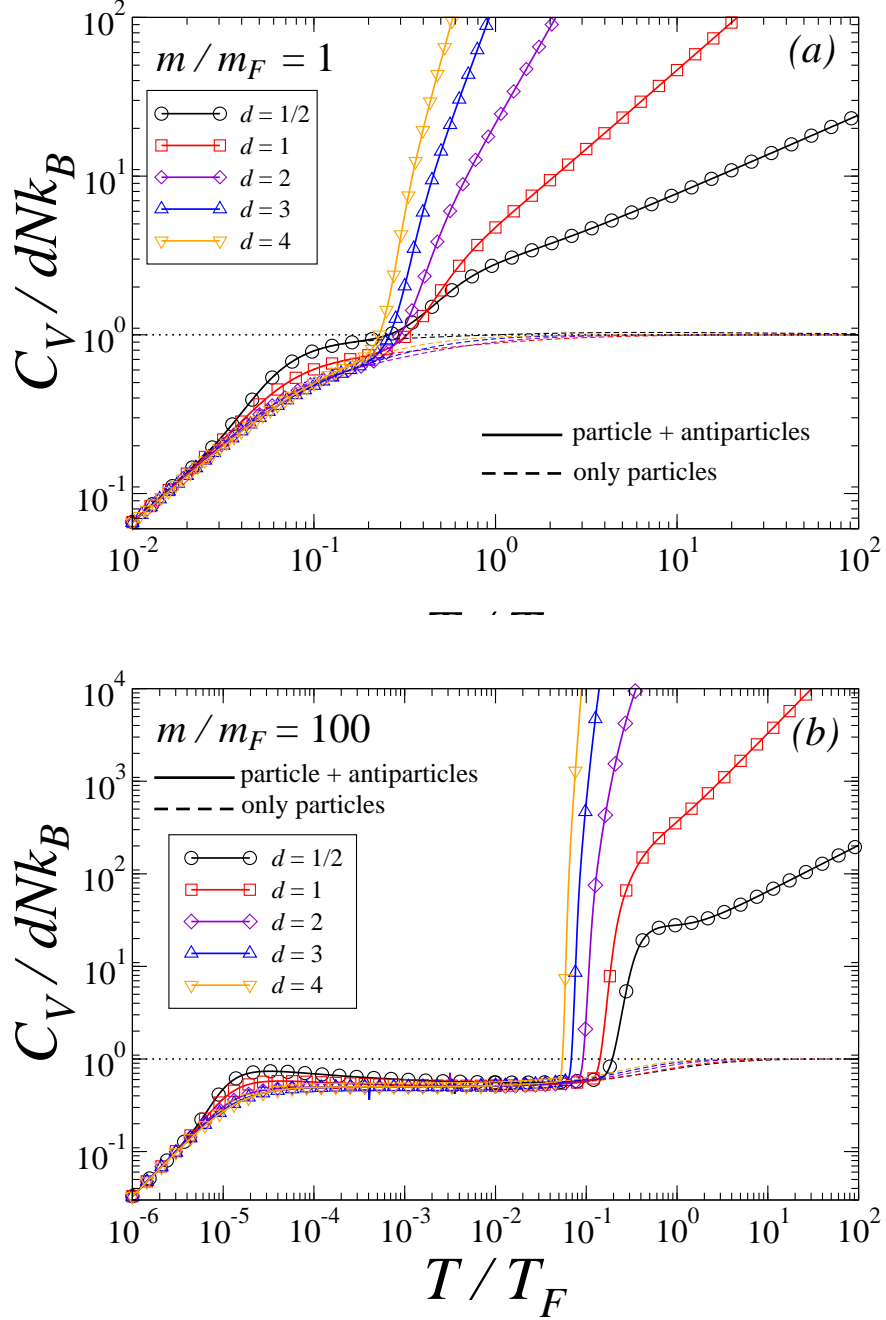 10^2
10^1
10^0
10^-1
C_V / dNk_B
m / m_F = 1
(a)
d = 1/2
d = 1
d = 2
d = 3
d = 4
particle + antiparticles
only particles
10^-2 10^-1 10^0 10^1 10^2
10^4
10^3
10^2
10^1
10^0
10^-1
C_V / dNk_B
m / m_F = 100
(b)
particle + antiparticles
only particles
d = 1/2
d = 1
d = 2
d = 3
d = 4
10^-6 10^-5 10^-4 10^-3 10^-2 10^-1 10^0 10^1 10^2
T / T_F